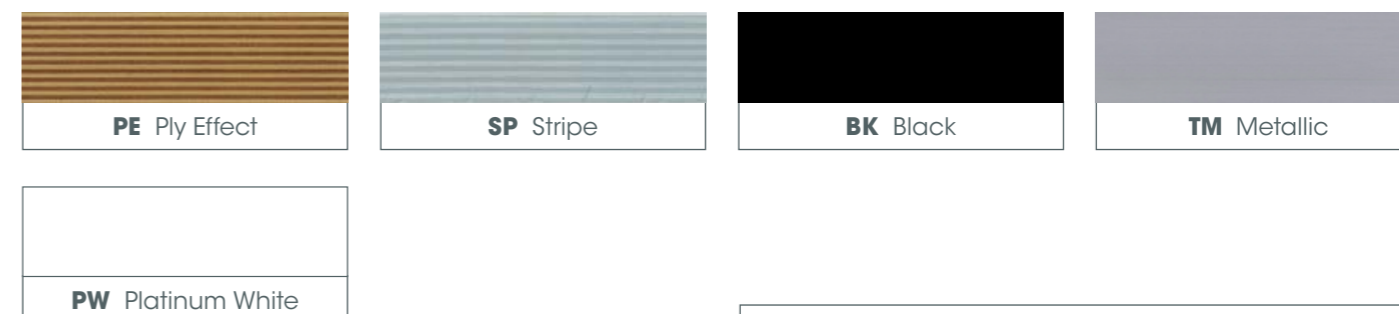 PE Ply Effect
SP Stripe
BK Black
TM Metallic
PW Platinum White